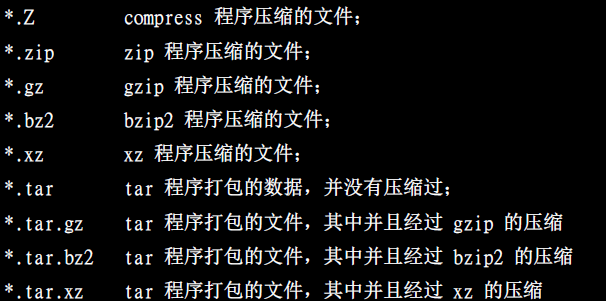 *.Z compress 程序压缩的文件；
*.zip zip 程序压缩的文件；
*.gz gzip 程序压缩的文件；
*.bz2 bzip2 程序压缩的文件；
*.xz xz 程序压缩的文件；
*.tar tar 程序打包的数据，并没有压缩过；
*.tar.gz tar 程序打包的文件，其中并且经过 gzip 的压缩
*.tar.bz2 tar 程序打包的文件，其中并且经过 bzip2 的压缩
*.tar.xz tar 程序打包的文件，其中并且经过 xz 的压缩